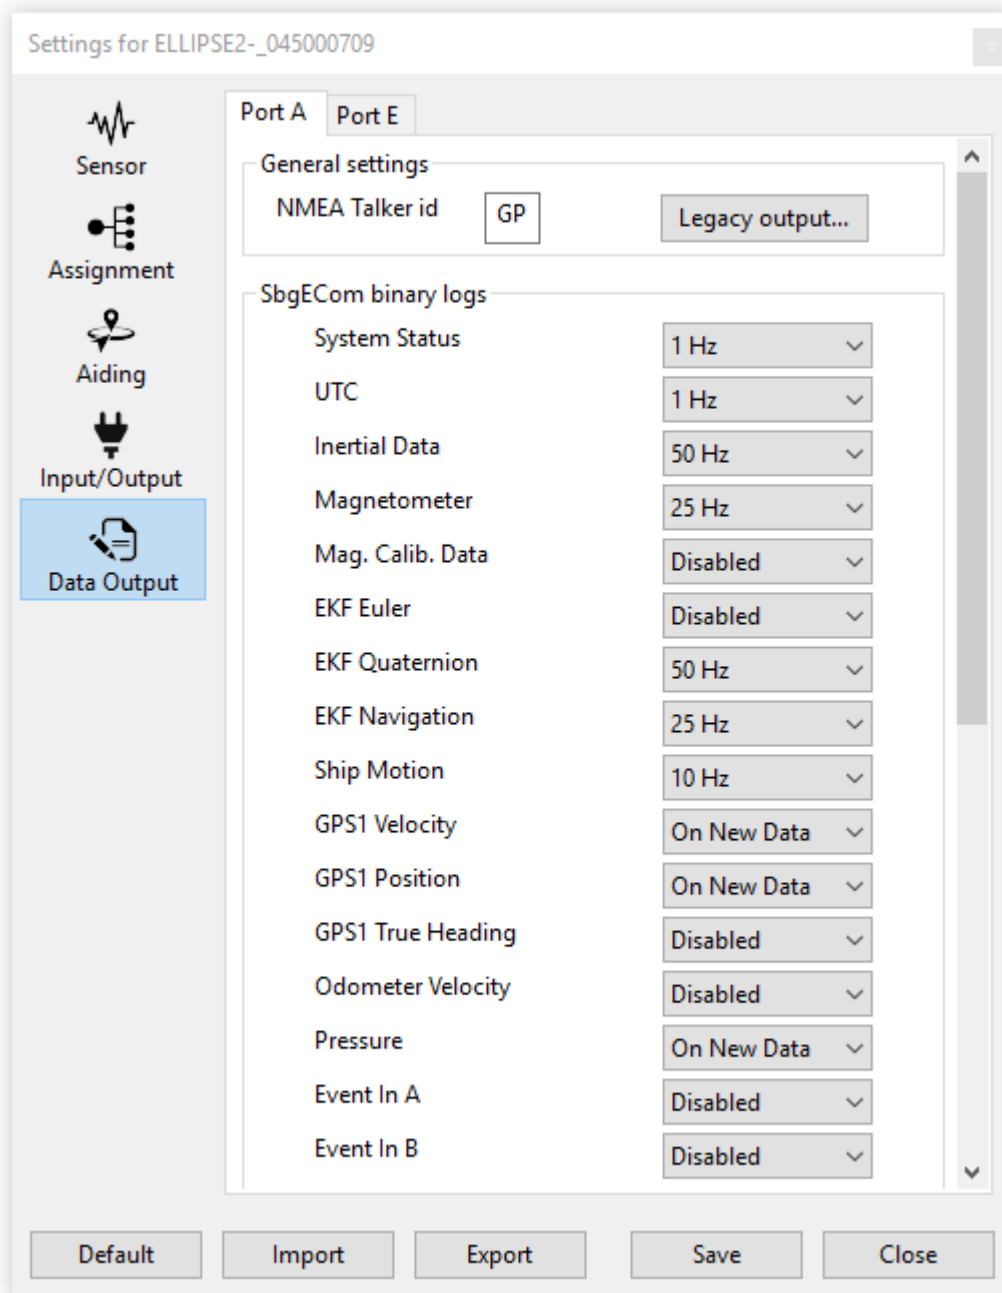 Settings for ELLIPSE2-_045000709
Sensor
Assignment
Aiding
Input/Output
Data Output
Port A
Port E
General settings
NMEA Talker id
GP
Legacy output...
SbgECom binary logs
System Status 1 Hz
UTC 1 Hz
Inertial Data 50 Hz
Magnetometer 25 Hz
Mag. Calib. Data Disabled
EKF Euler Disabled
EKF Quaternion 50 Hz
EKF Navigation 25 Hz
Ship Motion 10 Hz
GPS1 Velocity On New Data
GPS1 Position On New Data
GPS1 True Heading Disabled
Odometer Velocity Disabled
Pressure On New Data
Event In A Disabled
Event In B Disabled
Default Import Export Save Close